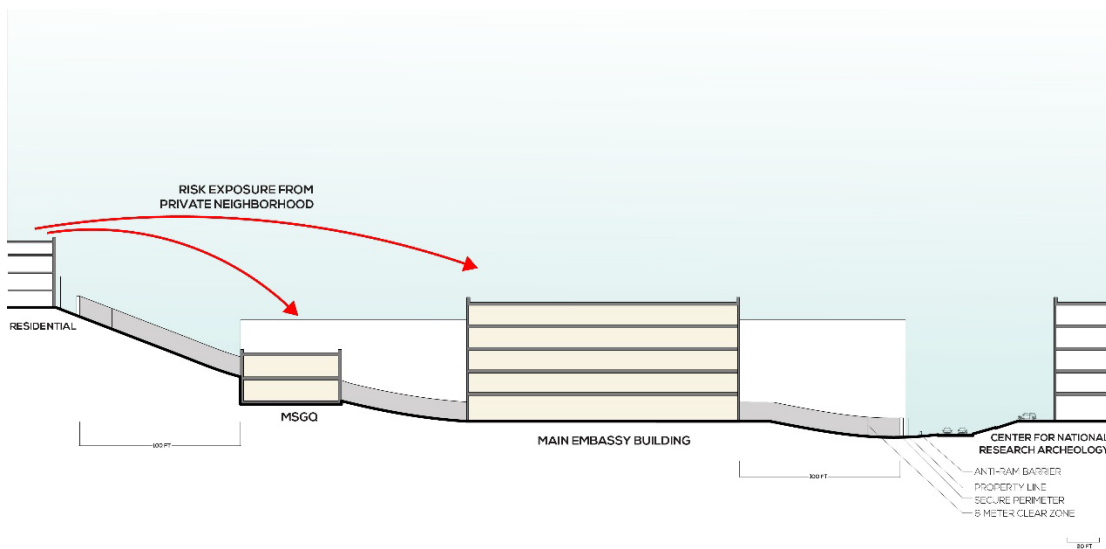 RISK EXPOSURE FROM
PRIVATE NEIGHBORHOOD
RESIDENTIAL
MSGQ
MAIN EMBASSY BUILDING
CENTER FOR NATIONAL
RESEARCH ARCHEOLOGY
100 FT
100 FT
ANTI-RAM BARRIER
PROPERTY LINE
SECURE PERIMETER
8 METER CLEAR ZONE
20 FT